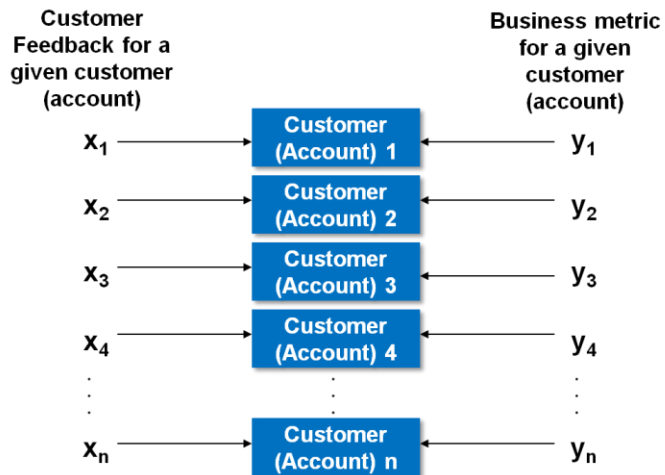 Customer
Feedback for a
given customer
(account)
Business metric
for a given
customer
(account)
x₁
Customer
(Account) 1
y₁
x₂
Customer
(Account) 2
y₂
x₃
Customer
(Account) 3
y₃
x₄
Customer
(Account) 4
y₄
xₙ
Customer
(Account) n
yₙ